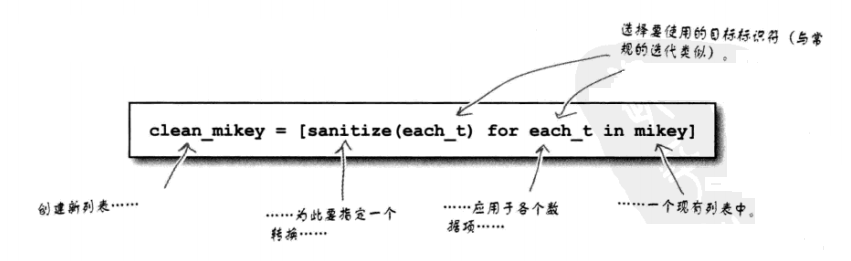 选择要使用的目标标识符（与常
规的迭代类似）。
clean_mikey = [sanitize(each_t) for each_t in mikey]
创建新列表……
……为此要指定一个
转换……
……应用于各个数
据项……
……一个现有列表中。